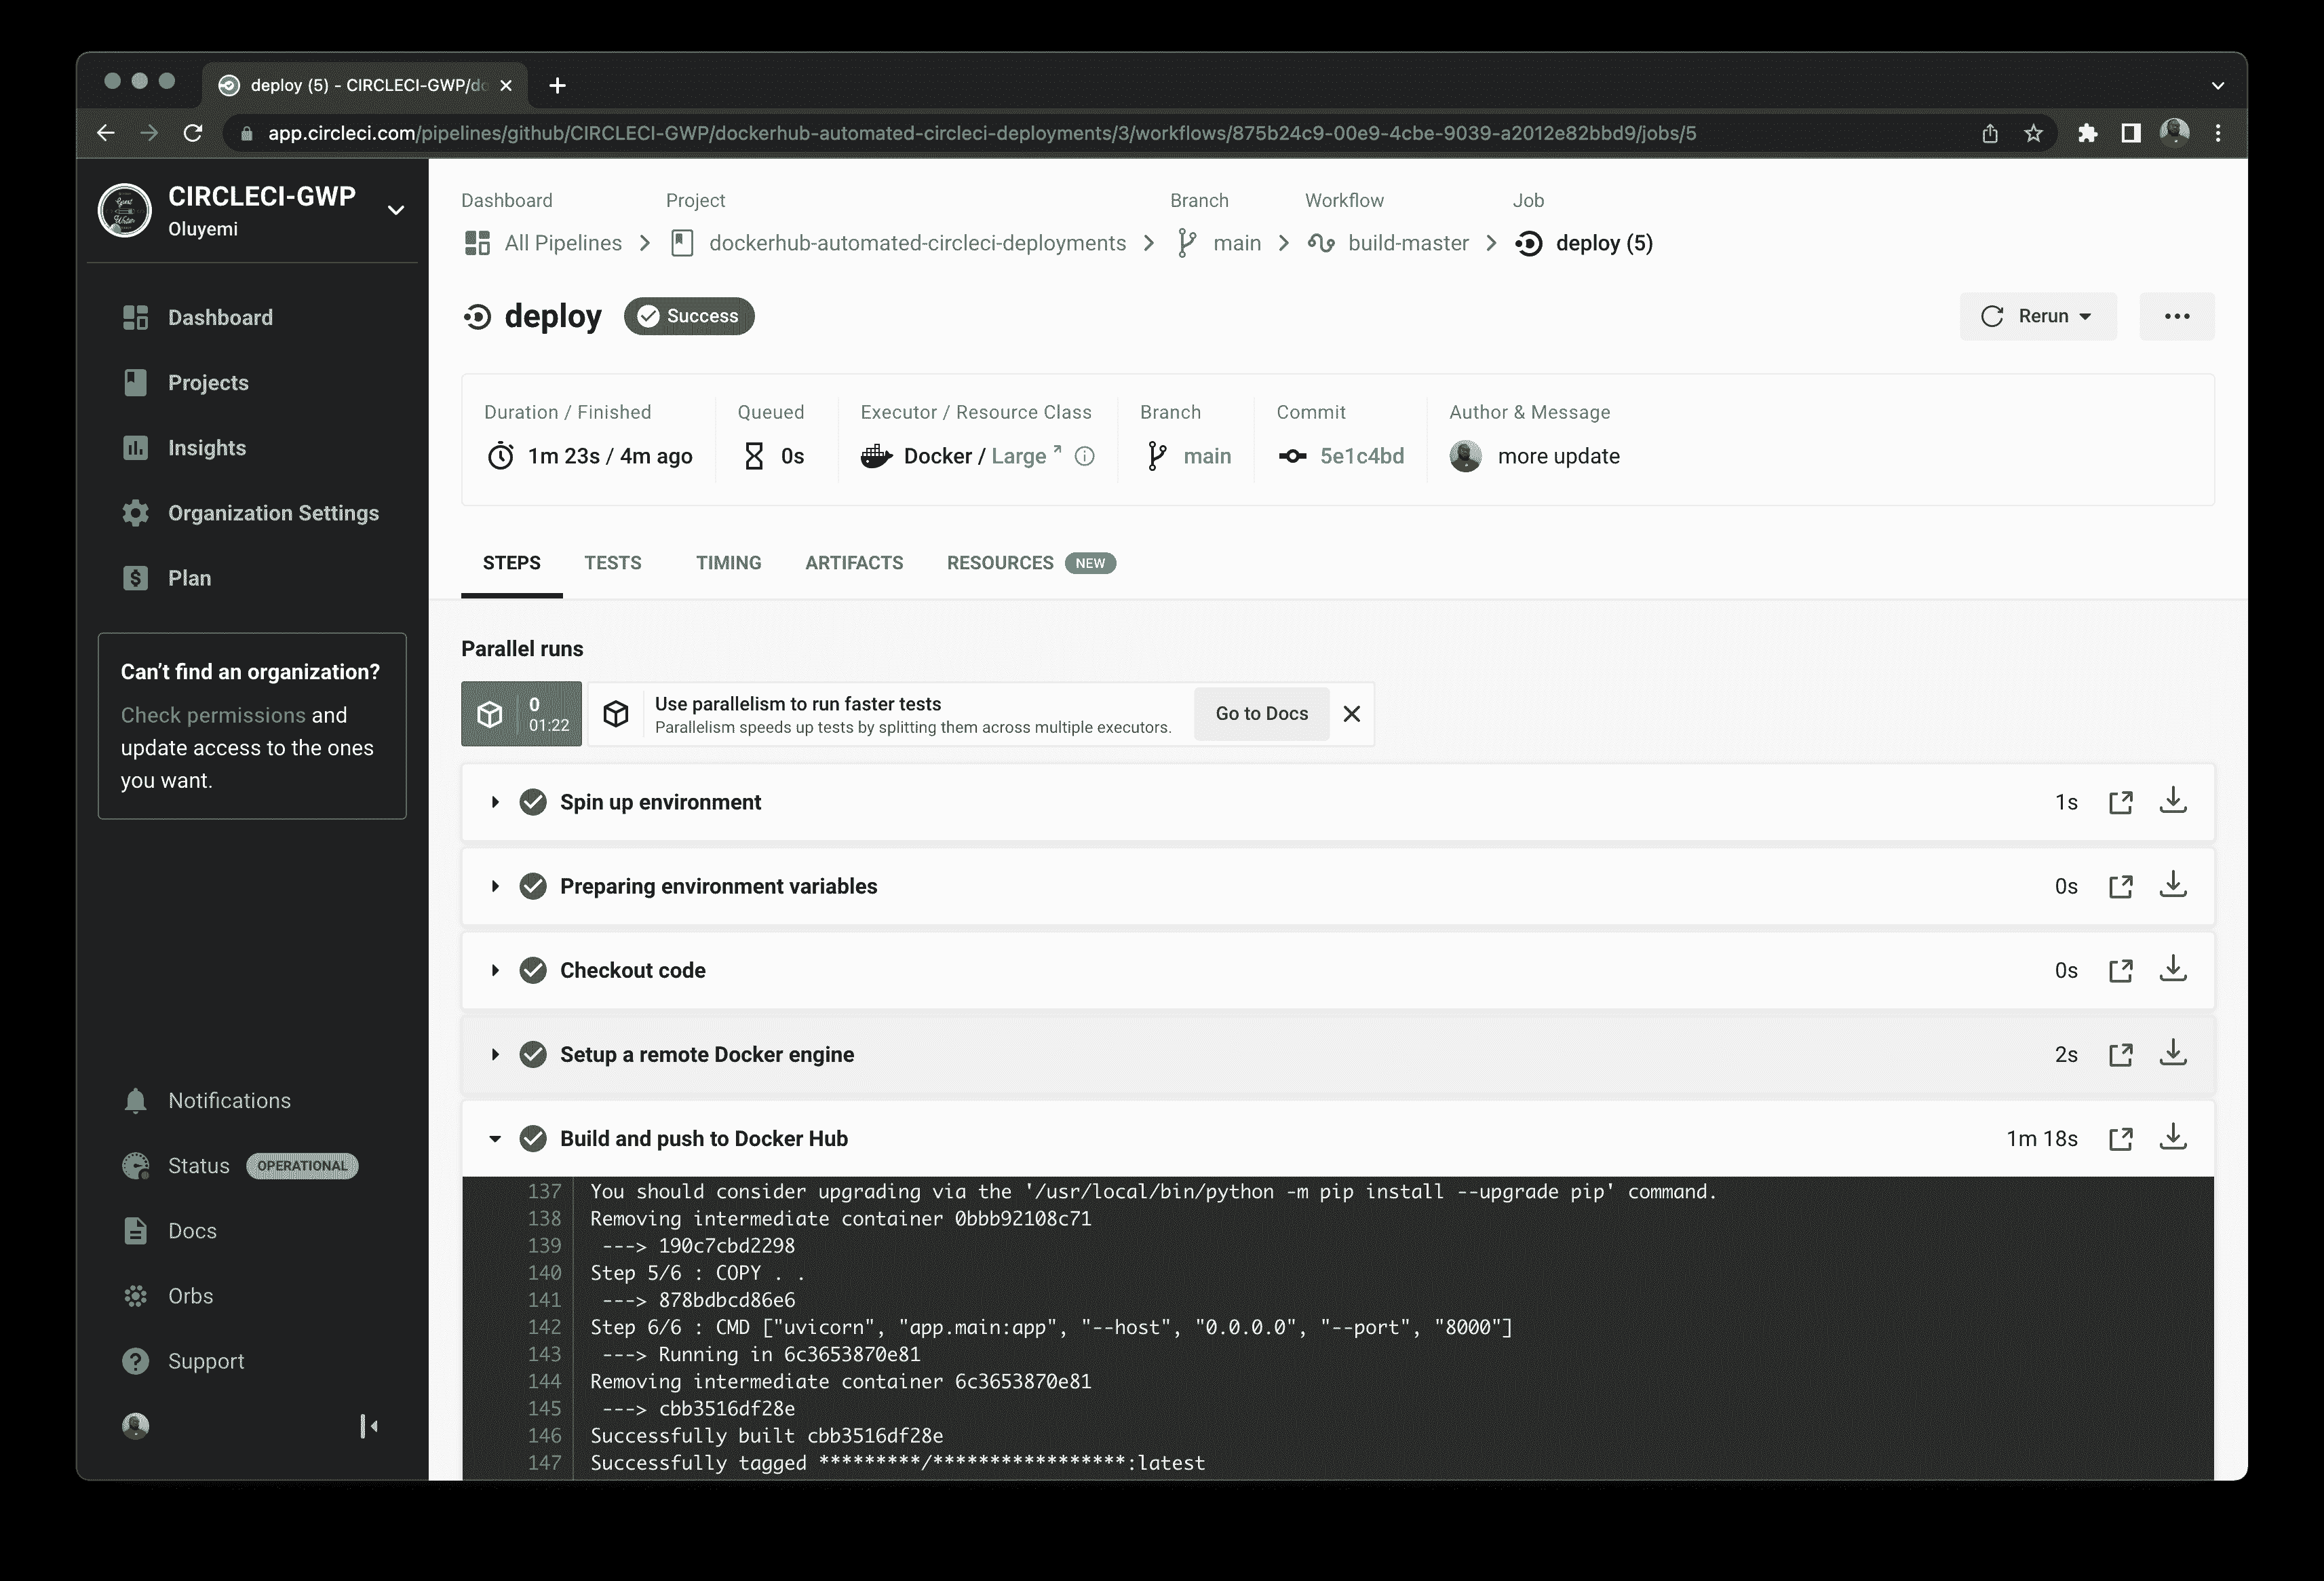 deploy (5) - CIRCLECI-GWP/do
app.circleci.com/pipelines/github/CIRCLECI-GWP/dockerhub-automated-circleci-deployments/3/workflows/875b24c9-00e9-4cbe-9039-a2012e82bbd9/jobs/5
CIRCLECI-GWP
Oluyemi
Dashboard
Projects
Insights
Organization Settings
Plan
Can't find an organization?
Check permissions and
update access to the ones
you want.
Notifications
Status OPERATIONAL
Docs
Orbs
Support
Dashboard Project Branch Workflow Job
All Pipelines dockerhub-automated-circleci-deployments main build-master deploy (5)
deploy Success Rerun
Duration / Finished Queued Executor / Resource Class Branch Commit Author & Message
1m 23s / 4m ago 0s Docker / Large main 5e1c4bd more update
STEPS TESTS TIMING ARTIFACTS RESOURCES NEW
Parallel runs
0
01:22
Use parallelism to run faster tests
Parallelism speeds up tests by splitting them across multiple executors.
Go to Docs
Spin up environment 1s
Preparing environment variables 0s
Checkout code 0s
Setup a remote Docker engine 2s
Build and push to Docker Hub 1m 18s
137 You should consider upgrading via the '/usr/local/bin/python -m pip install --upgrade pip' command.
138 Removing intermediate container 0bbb92108c71
139 ---> 190c7cbd2298
140 Step 5/6 : COPY . .
141 ---> 878bdbcd86e6
142 Step 6/6 : CMD ["uvicorn", "app.main:app", "--host", "0.0.0.0", "--port", "8000"]
143 ---> Running in 6c3653870e81
144 Removing intermediate container 6c3653870e81
145 ---> cbb3516df28e
146 Successfully built cbb3516df28e
147 Successfully tagged *********/*****************:latest